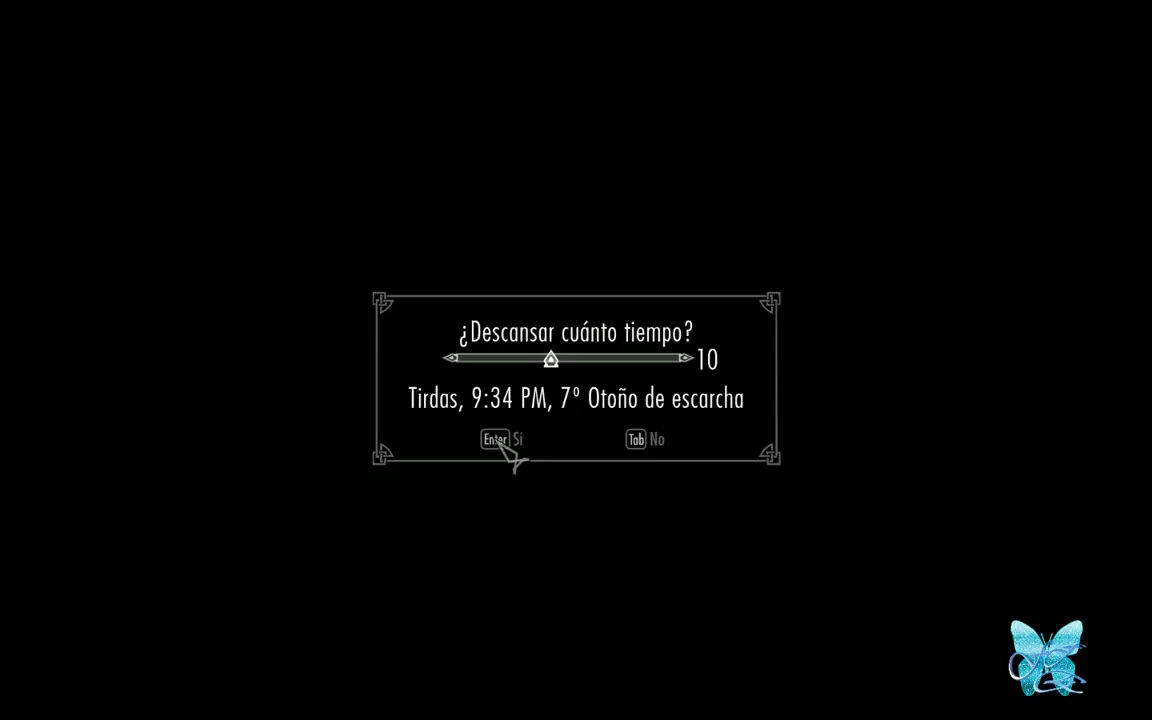 ¿Descansar cuánto tiempo?
10
Tirdas, 9:34 PM, 7º Otoño de escarcha
Enter Sí
Tab No